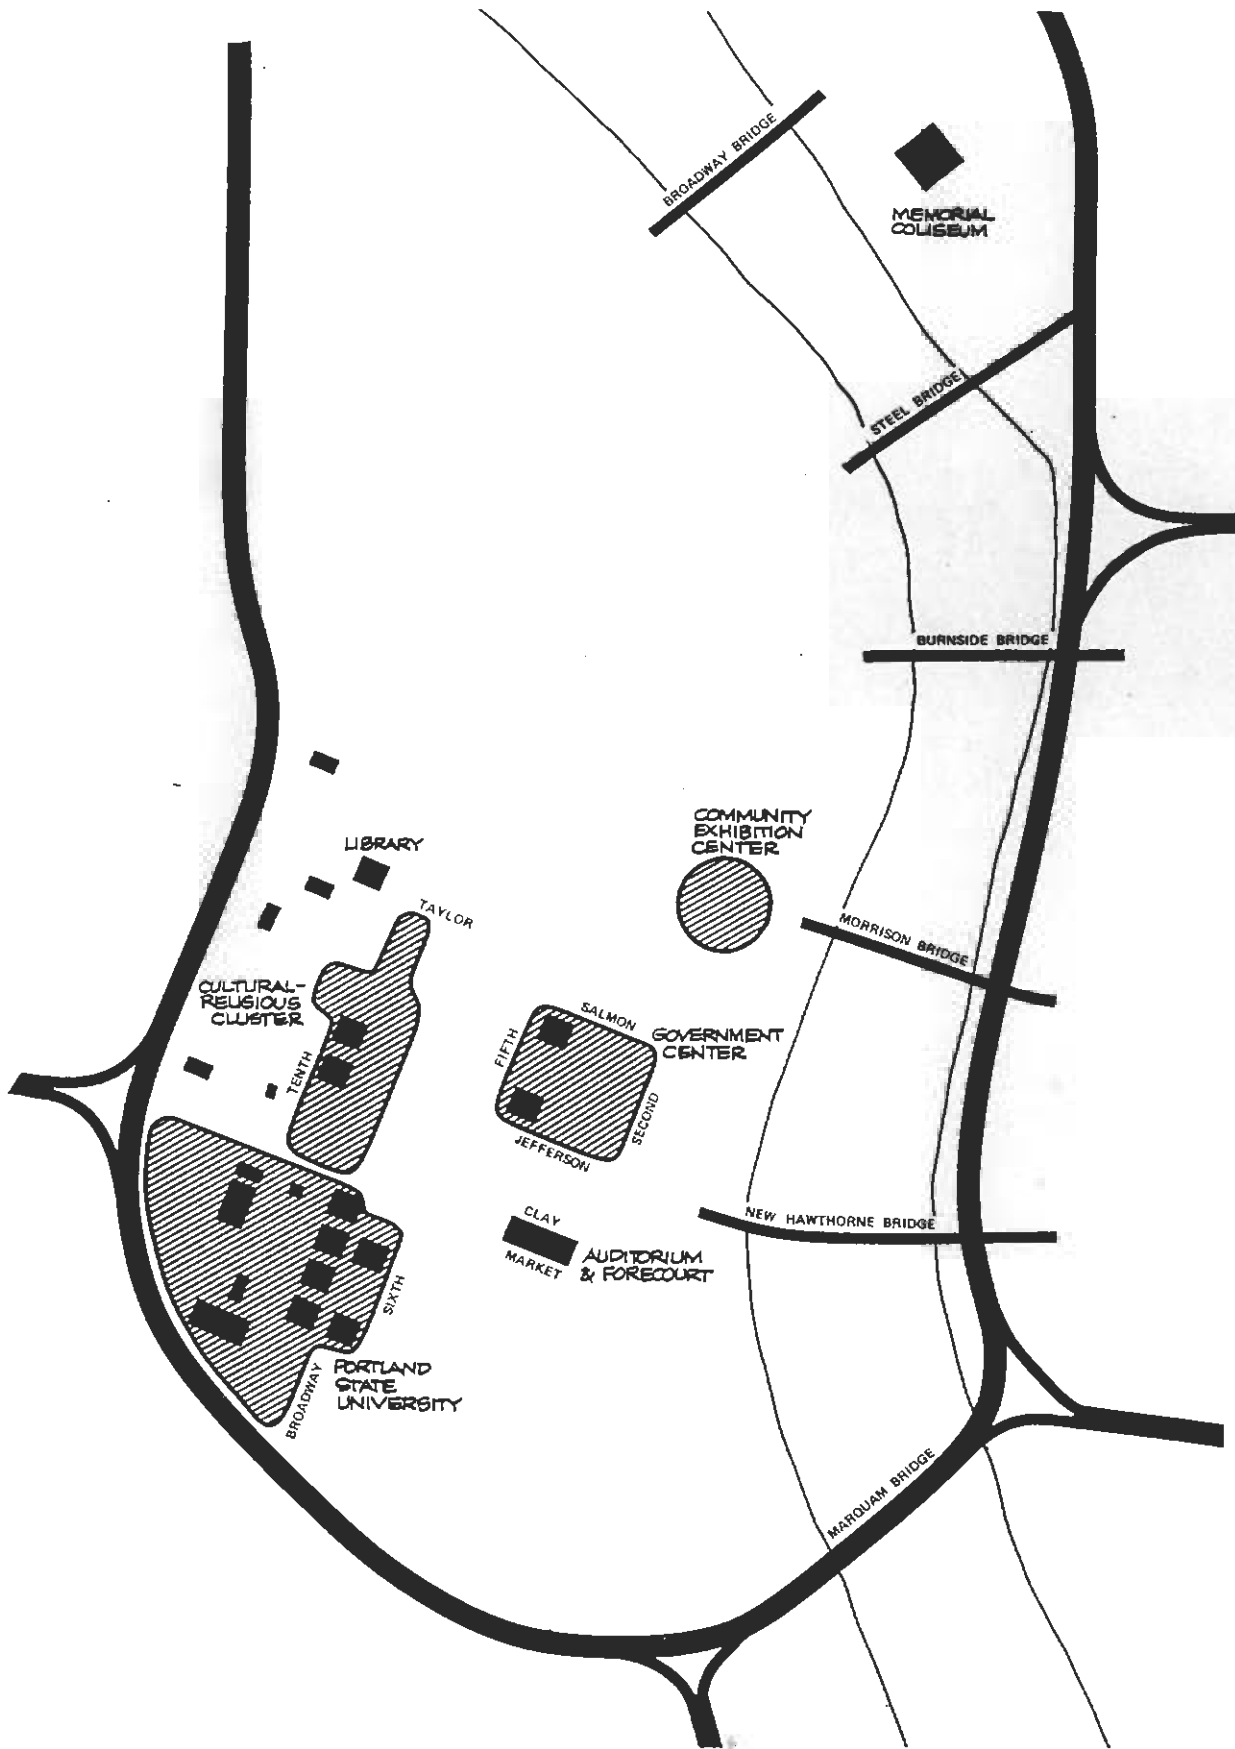 BROADWAY BRIDGE
MEMORIAL
COLISEUM
STEEL BRIDGE
BURNSIDE BRIDGE
COMMUNITY
EXHIBITION
CENTER
LIBRARY
TAYLOR
MORRISON BRIDGE
CULTURAL-
RELIGIOUS
CLUSTER
TENTH
SALMON
FIFTH
GOVERNMENT
CENTER
SECOND
JEFFERSON
CLAY
MARKET
AUDITORIUM
& FORECOURT
NEW HAWTHORNE BRIDGE
SIXTH
BROADWAY
PORTLAND
STATE
UNIVERSITY
MARQUAM BRIDGE